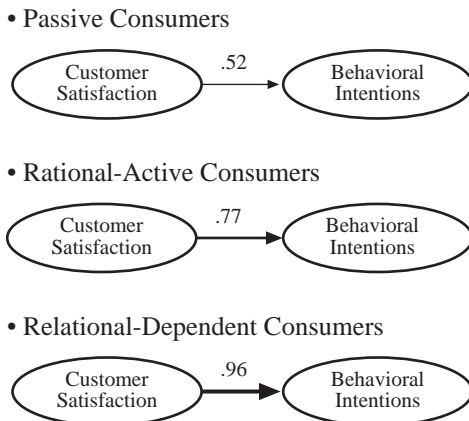 • Passive Consumers
.52
Customer Satisfaction
Behavioral Intentions
• Rational-Active Consumers
.77
Customer Satisfaction
Behavioral Intentions
• Relational-Dependent Consumers
.96
Customer Satisfaction
Behavioral Intentions